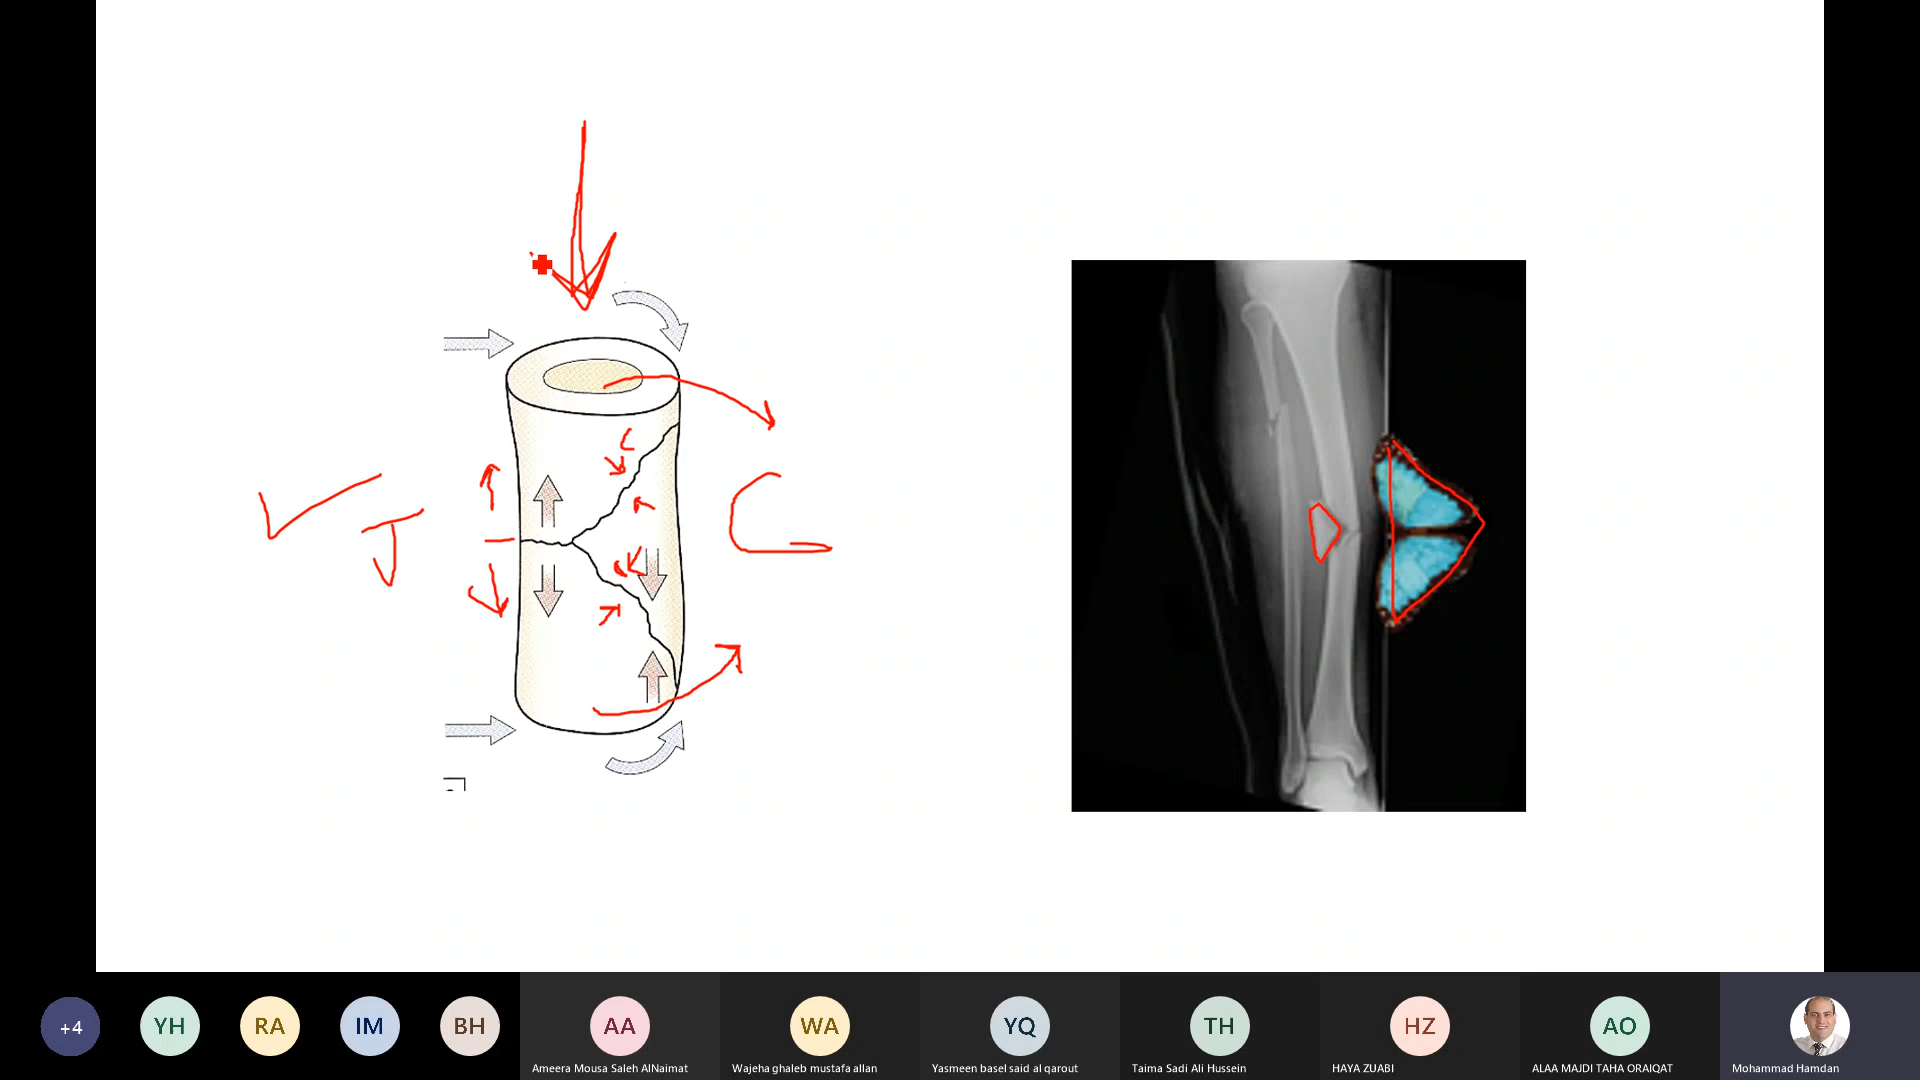 T
C
+4
YH
RA
IM
BH
AA
WA
YQ
TH
HZ
AO
Ameera Mousa Saleh AlNaimat
Wajeha ghaleb mustafa allan
Yasmeen basel said al qarout
Taima Sadi Ali Hussein
HAYA ZUABI
ALAA MAJDI TAHA ORAIQAT
Mohammad Hamdan